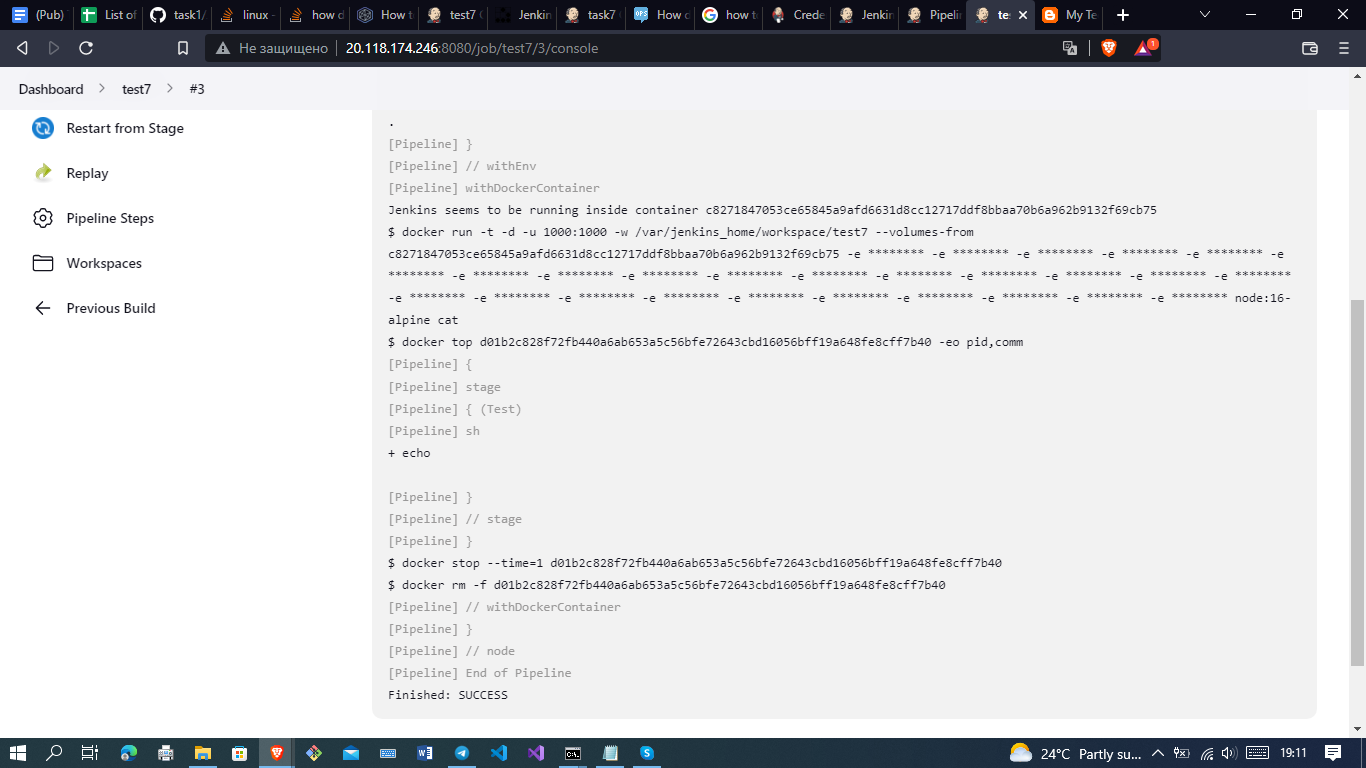 (Pub)
List of
task1/
linux -
how d
How t
test7
Jenkin
task7
How c
how t
Crede
Jenkin
Pipelin
te
My Te
Не защищено
20.118.174.246:8080/job/test7/3/console
1
Dashboard
test7
#3
Restart from Stage
Replay
Pipeline Steps
Workspaces
Previous Build
.
[Pipeline] }
[Pipeline] // withEnv
[Pipeline] withDockerContainer
Jenkins seems to be running inside container c8271847053ce65845a9afd6631d8cc12717ddf8bbaa70b6a962b9132f69cb75
$ docker run -t -d -u 1000:1000 -w /var/jenkins_home/workspace/test7 --volumes-from
c8271847053ce65845a9afd6631d8cc12717ddf8bbaa70b6a962b9132f69cb75 -e ******** -e ******** -e ******** -e ******** -e ******** -e
******** -e ******** -e ******** -e ******** -e ******** -e ******** -e ******** -e ******** -e ******** -e ******** -e ********
-e ******** -e ******** -e ******** -e ******** -e ******** -e ******** -e ******** -e ******** -e ******** -e ******** node:16-
alpine cat
$ docker top d01b2c828f72fb440a6ab653a5c56bfe72643cbd16056bff19a648fe8cff7b40 -eo pid,comm
[Pipeline] {
[Pipeline] stage
[Pipeline] { (Test)
[Pipeline] sh
+ echo
[Pipeline] }
[Pipeline] // stage
[Pipeline] }
$ docker stop --time=1 d01b2c828f72fb440a6ab653a5c56bfe72643cbd16056bff19a648fe8cff7b40
$ docker rm -f d01b2c828f72fb440a6ab653a5c56bfe72643cbd16056bff19a648fe8cff7b40
[Pipeline] // withDockerContainer
[Pipeline] }
[Pipeline] // node
[Pipeline] End of Pipeline
Finished: SUCCESS
24°C Partly su...
19:11